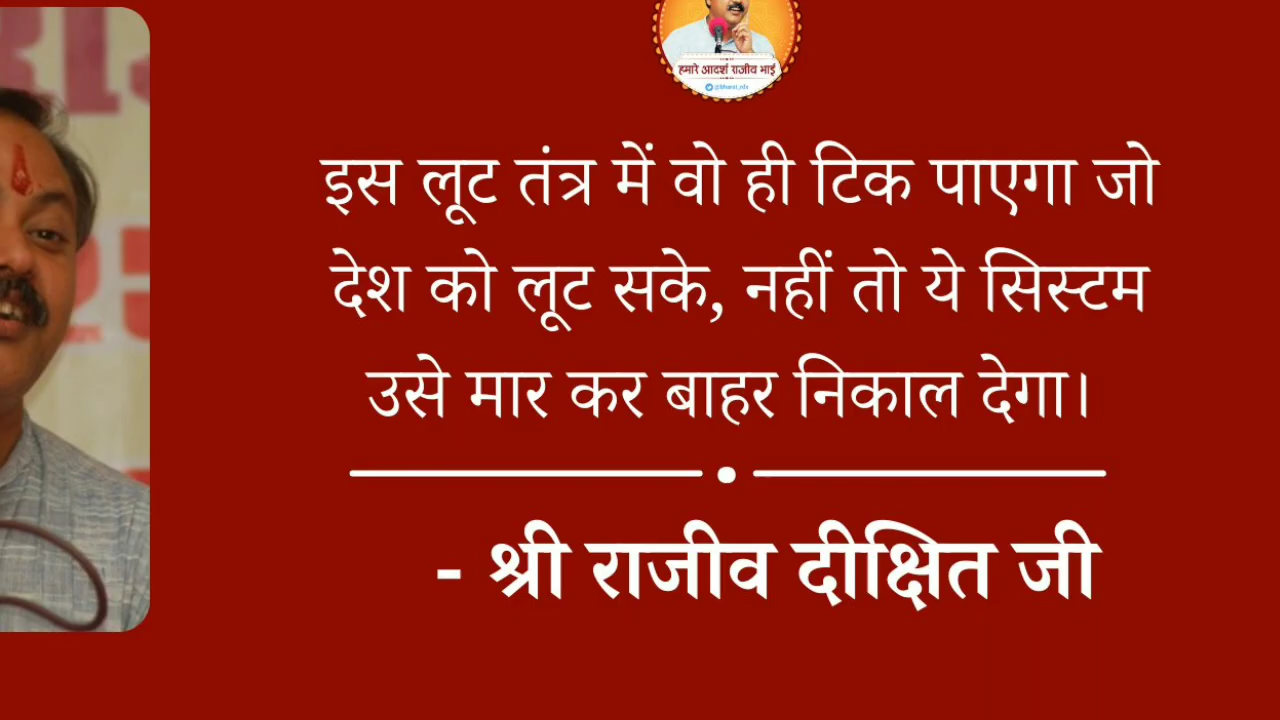 हमारे आदर्श राजीव भाई
इस लूट तंत्र में वो ही टिक पाएगा जो
देश को लूट सके, नहीं तो ये सिस्टम
उसे मार कर बाहर निकाल देगा।
- श्री राजीव दीक्षित जी